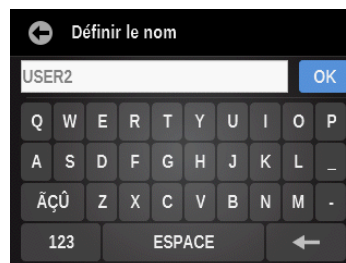 Définir le nom
USER2 OK
Q W E R T Y U I O P
A S D F G H J K L _
ÃÇÛ Z X C V B N M -
123 ESPACE